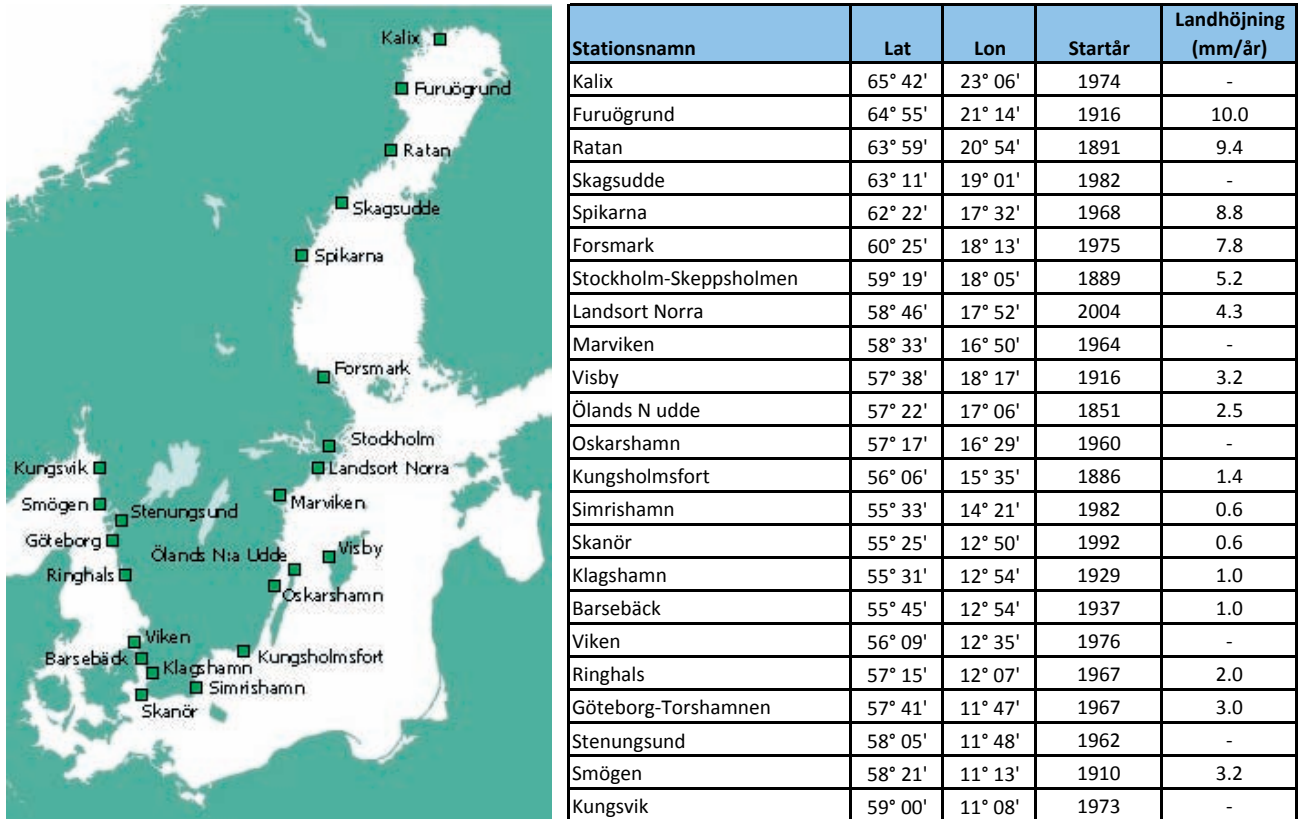 Kalix
Furuögrund
Ratan
Skagsudde
Spikarna
Forsmark
Stockholm
Kungsvik
Landsort Norra
Smögen
Marviken
Stenungsund
Göteborg
Ölands N:a Udde
Visby
Ringhals
Oskarshamn
Viken
Barsebäck
Kungsholmsfort
Klagshamn
Simrishamn
Skanör
Stationsnamn Lat Lon Startår Landhöjning (mm/år)
Kalix 65° 42' 23° 06' 1974 -
Furuögrund 64° 55' 21° 14' 1916 10.0
Ratan 63° 59' 20° 54' 1891 9.4
Skagsudde 63° 11' 19° 01' 1982 -
Spikarna 62° 22' 17° 32' 1968 8.8
Forsmark 60° 25' 18° 13' 1975 7.8
Stockholm-Skeppsholmen 59° 19' 18° 05' 1889 5.2
Landsort Norra 58° 46' 17° 52' 2004 4.3
Marviken 58° 33' 16° 50' 1964 -
Visby 57° 38' 18° 17' 1916 3.2
Ölands N udde 57° 22' 17° 06' 1851 2.5
Oskarshamn 57° 17' 16° 29' 1960 -
Kungsholmsfort 56° 06' 15° 35' 1886 1.4
Simrishamn 55° 33' 14° 21' 1982 0.6
Skanör 55° 25' 12° 50' 1992 0.6
Klagshamn 55° 31' 12° 54' 1929 1.0
Barsebäck 55° 45' 12° 54' 1937 1.0
Viken 56° 09' 12° 35' 1976 -
Ringhals 57° 15' 12° 07' 1967 2.0
Göteborg-Torshamnen 57° 41' 11° 47' 1967 3.0
Stenungsund 58° 05' 11° 48' 1962 -
Smögen 58° 21' 11° 13' 1910 3.2
Kungsvik 59° 00' 11° 08' 1973 -